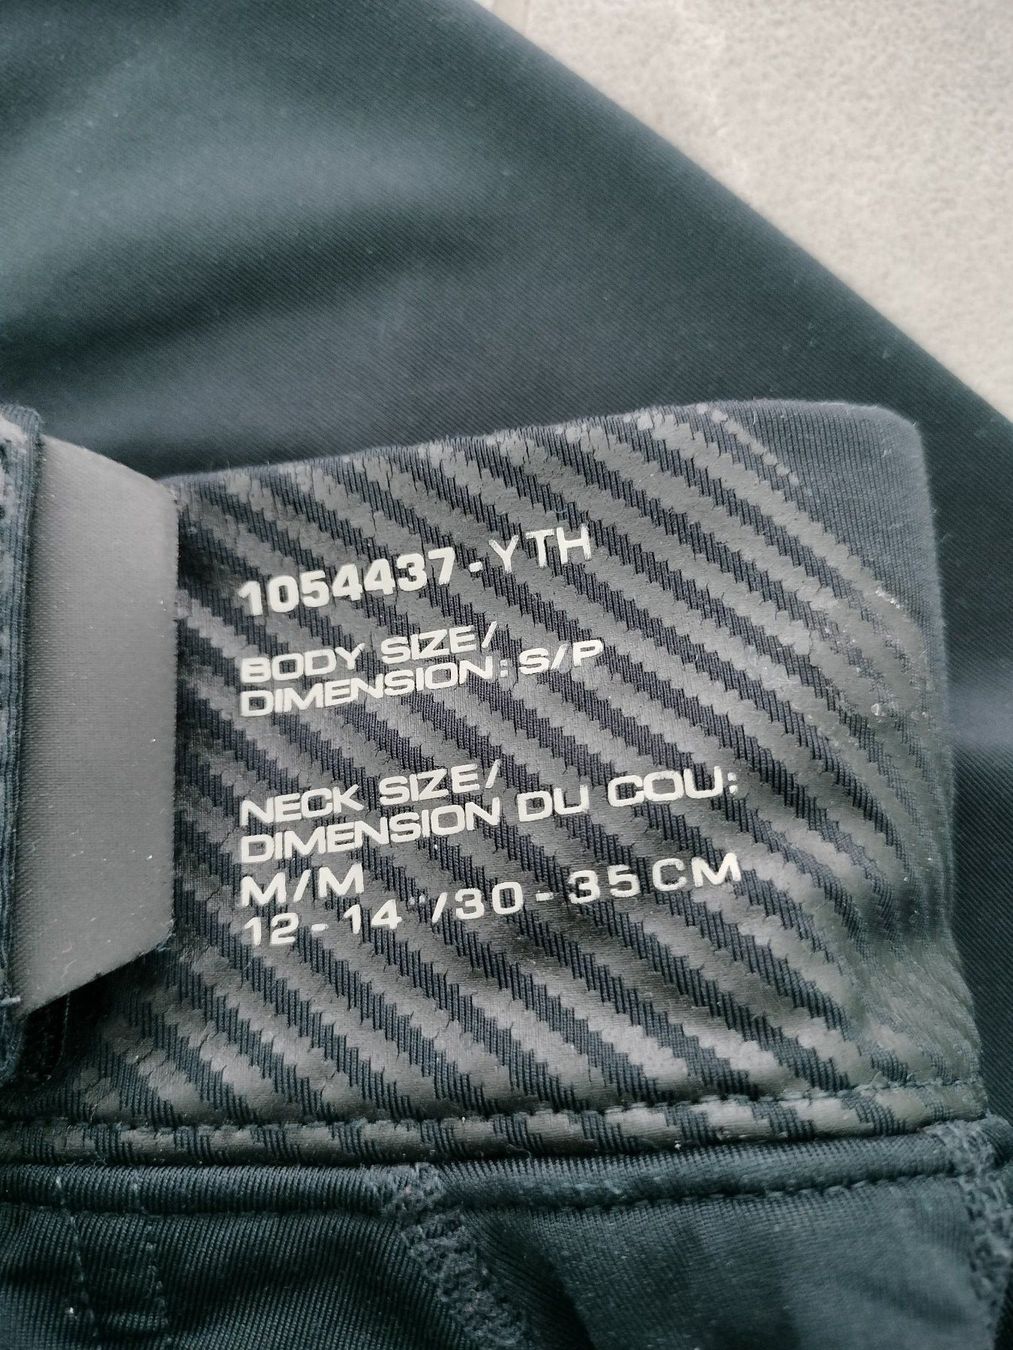 1054437-YTH
BODY SIZE/
DIMENSION: S/P
NECK SIZE/
DIMENSION DU COU:
M/M
12-14"/30-35CM